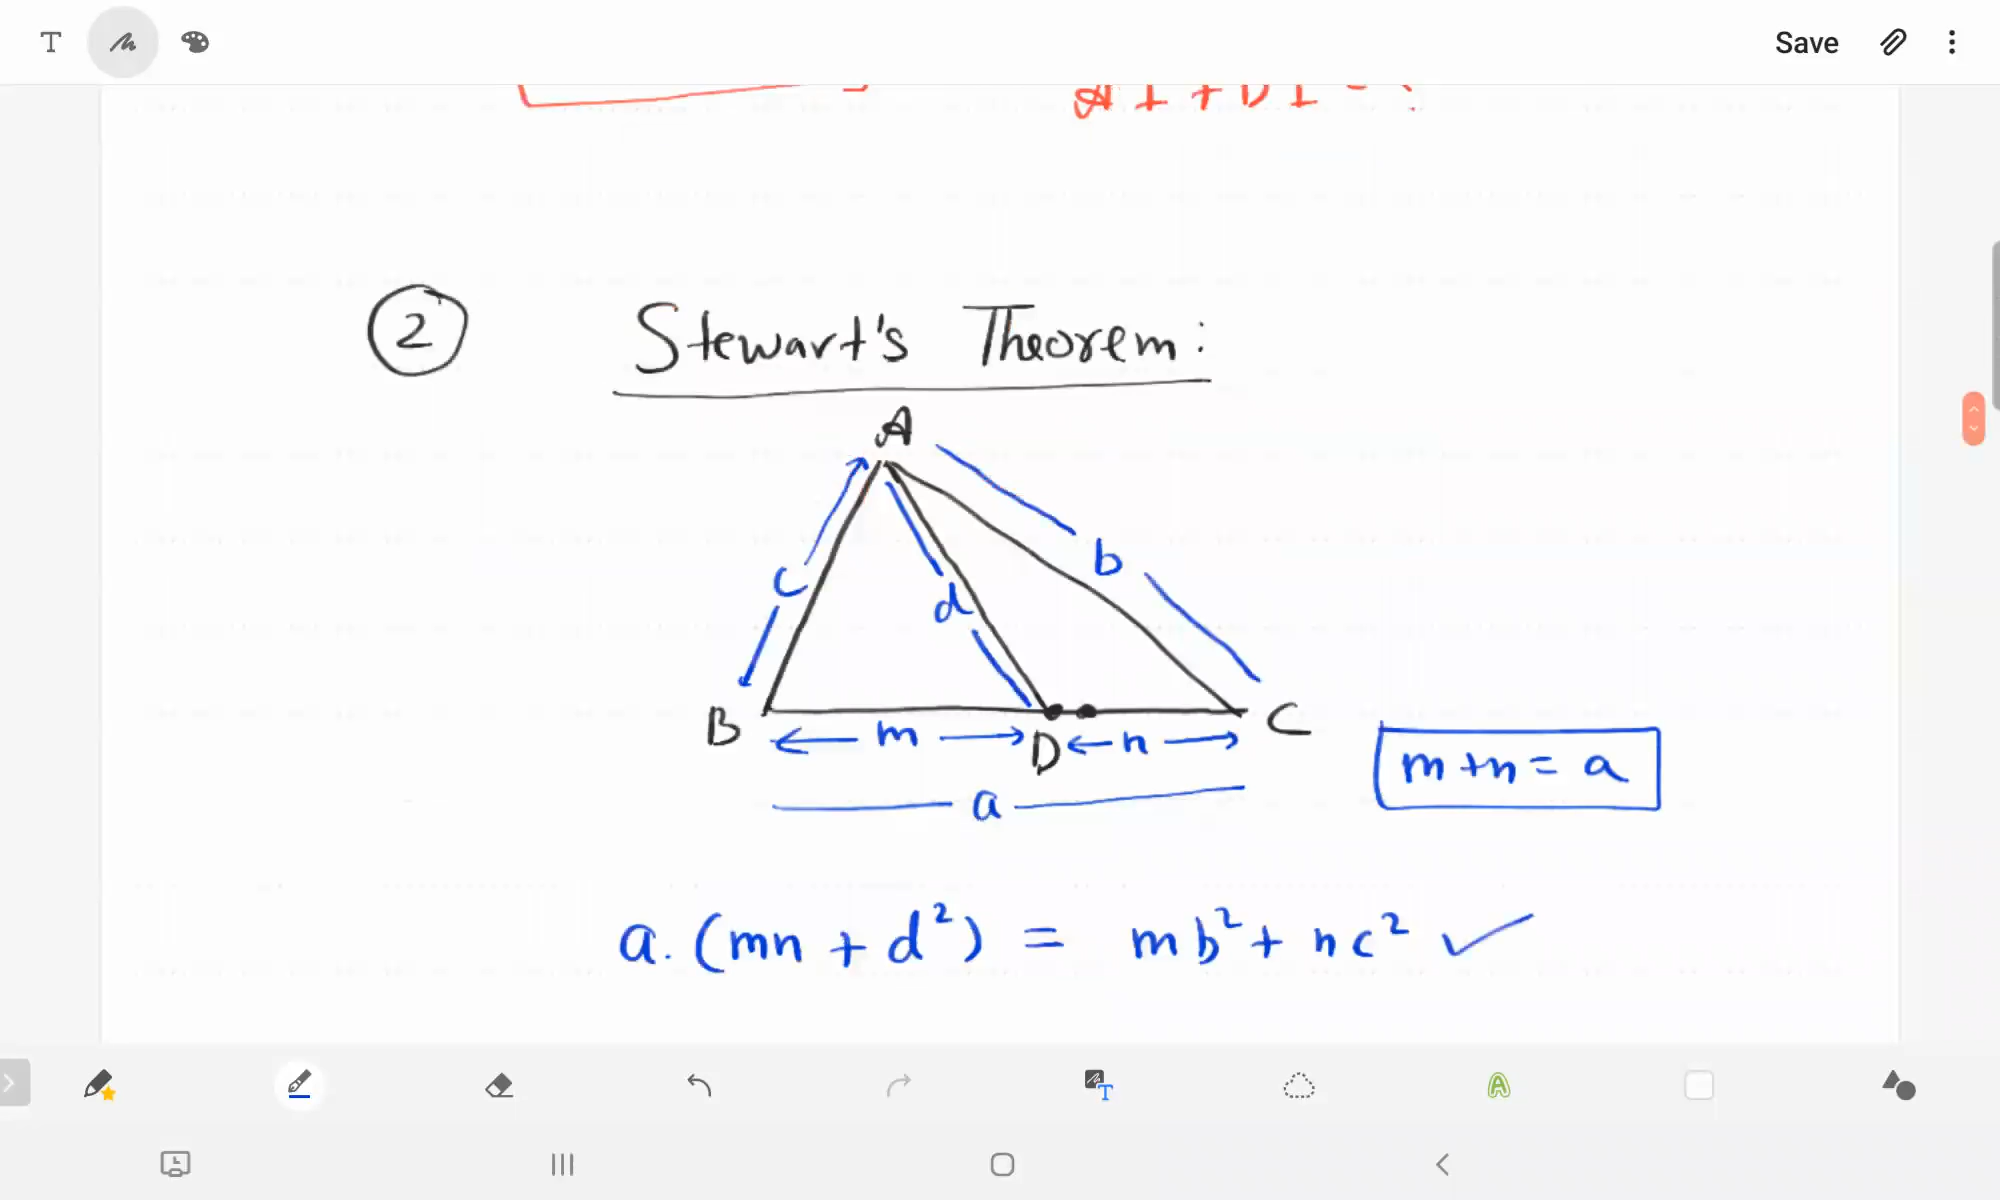 Save
2
Stewart's Theorem:
A
b
c
d
B
m
D
n
C
m+n = a
a
a. (mn + d²) = mb² + nc² ✓